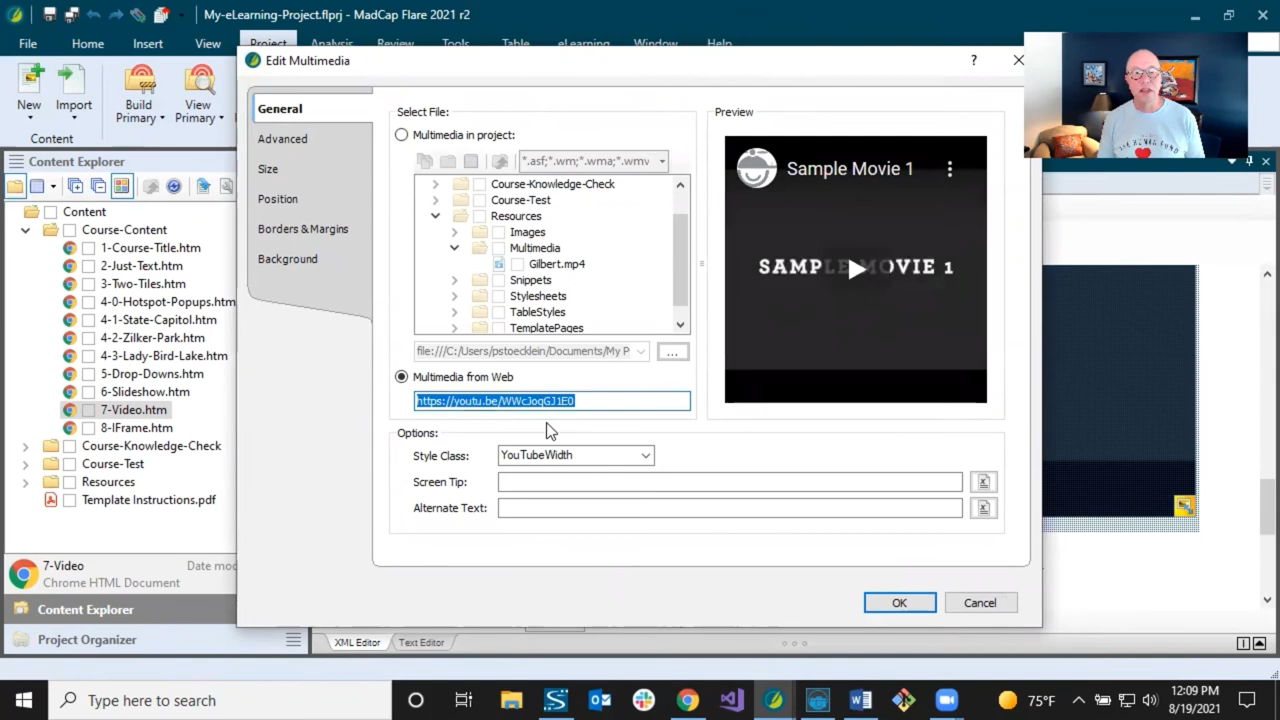 My-eLearning-Project.flprj - MadCap Flare 2021 r2
File Home Insert View Project Analysis Review Tools Table eLearning Window Help
New Import Build Primary View Primary
Content
Content Explorer
Content
Course-Content
1-Course-Title.htm
2-Just-Text.htm
3-Two-Tiles.htm
4-0-Hotspot-Popups.htm
4-1-State-Capitol.htm
4-2-Zilker-Park.htm
4-3-Lady-Bird-Lake.htm
5-Drop-Downs.htm
6-Slideshow.htm
7-Video.htm
8-IFrame.htm
Course-Knowledge-Check
Course-Test
Resources
Template Instructions.pdf
7-Video Date mod
Chrome HTML Document
Content Explorer
Project Organizer
Edit Multimedia ?
General
Advanced
Size
Position
Borders & Margins
Background
Select File:
Multimedia in project:
*.asf;*.wm;*.wma;*.wmv
Course-Knowledge-Check
Course-Test
Resources
Images
Multimedia
Gilbert.mp4
Snippets
Stylesheets
TableStyles
TemplatePages
file:///C:/Users/pstoecklein/Documents/My P ...
Multimedia from Web
https://youtu.be/WWcJoqGJ1E0
Preview
Sample Movie 1
SAMPLE MOVIE 1
Options:
Style Class: YouTubeWidth
Screen Tip:
Alternate Text:
OK Cancel
XML Editor Text Editor
Type here to search
75°F
12:09 PM
8/19/2021